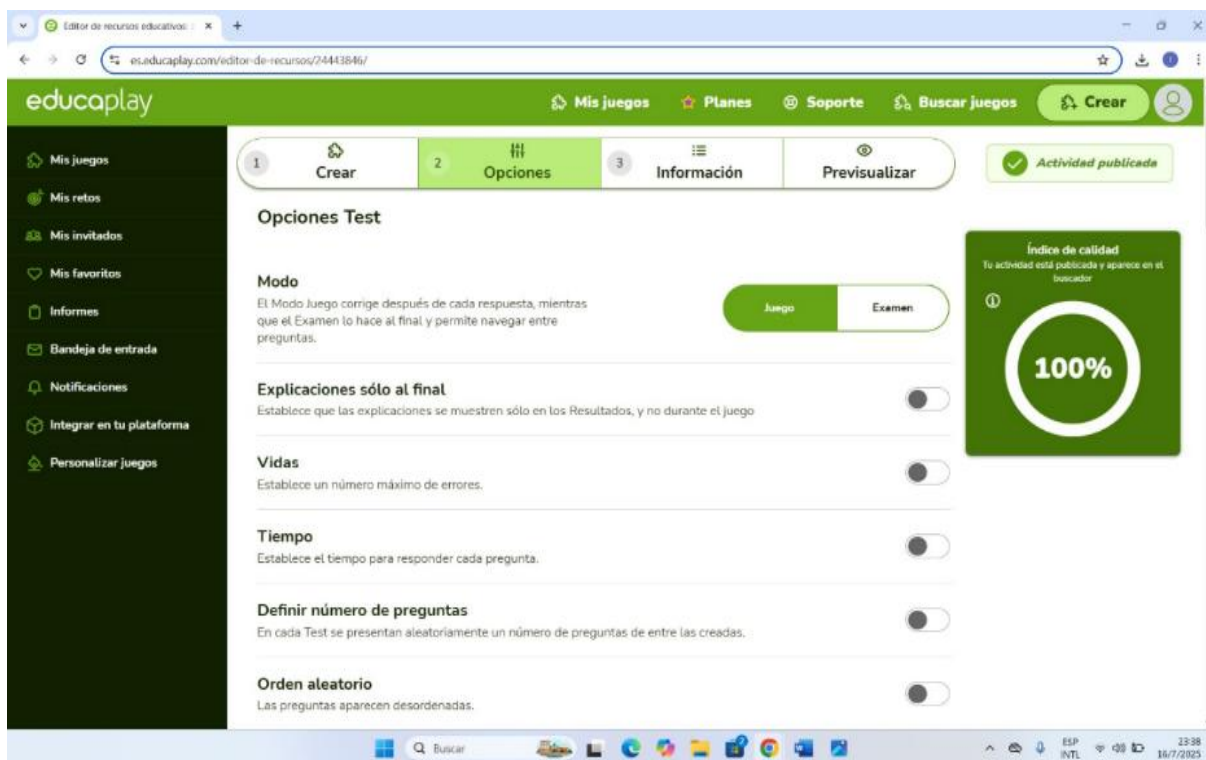 Editor de recursos educativos:
es.educaplay.com/editor-de-recursos/24443846/
educaplay
Mis juegos
Planes
Soporte
Buscar juegos
Crear
Mis juegos
Mis retos
Mis invitados
Mis favoritos
Informes
Bandeja de entrada
Notificaciones
Integrar en tu plataforma
Personalizar juegos
1 Crear
2 Opciones
3 Información
Previsualizar
Actividad publicada
Opciones Test
Modo
El Modo Juego corrige después de cada respuesta, mientras
que el Examen lo hace al final y permite navegar entre
preguntas.
Juego
Examen
Explicaciones sólo al final
Establece que las explicaciones se muestren sólo en los Resultados, y no durante el juego
Vidas
Establece un número máximo de errores.
Tiempo
Establece el tiempo para responder cada pregunta.
Definir número de preguntas
En cada Test se presentan aleatoriamente un número de preguntas de entre las creadas.
Orden aleatorio
Las preguntas aparecen desordenadas.
Índice de calidad
Tu actividad está publicada y aparece en el
buscador
100%
Buscar
ESP
INTL
23:38
16/7/2025